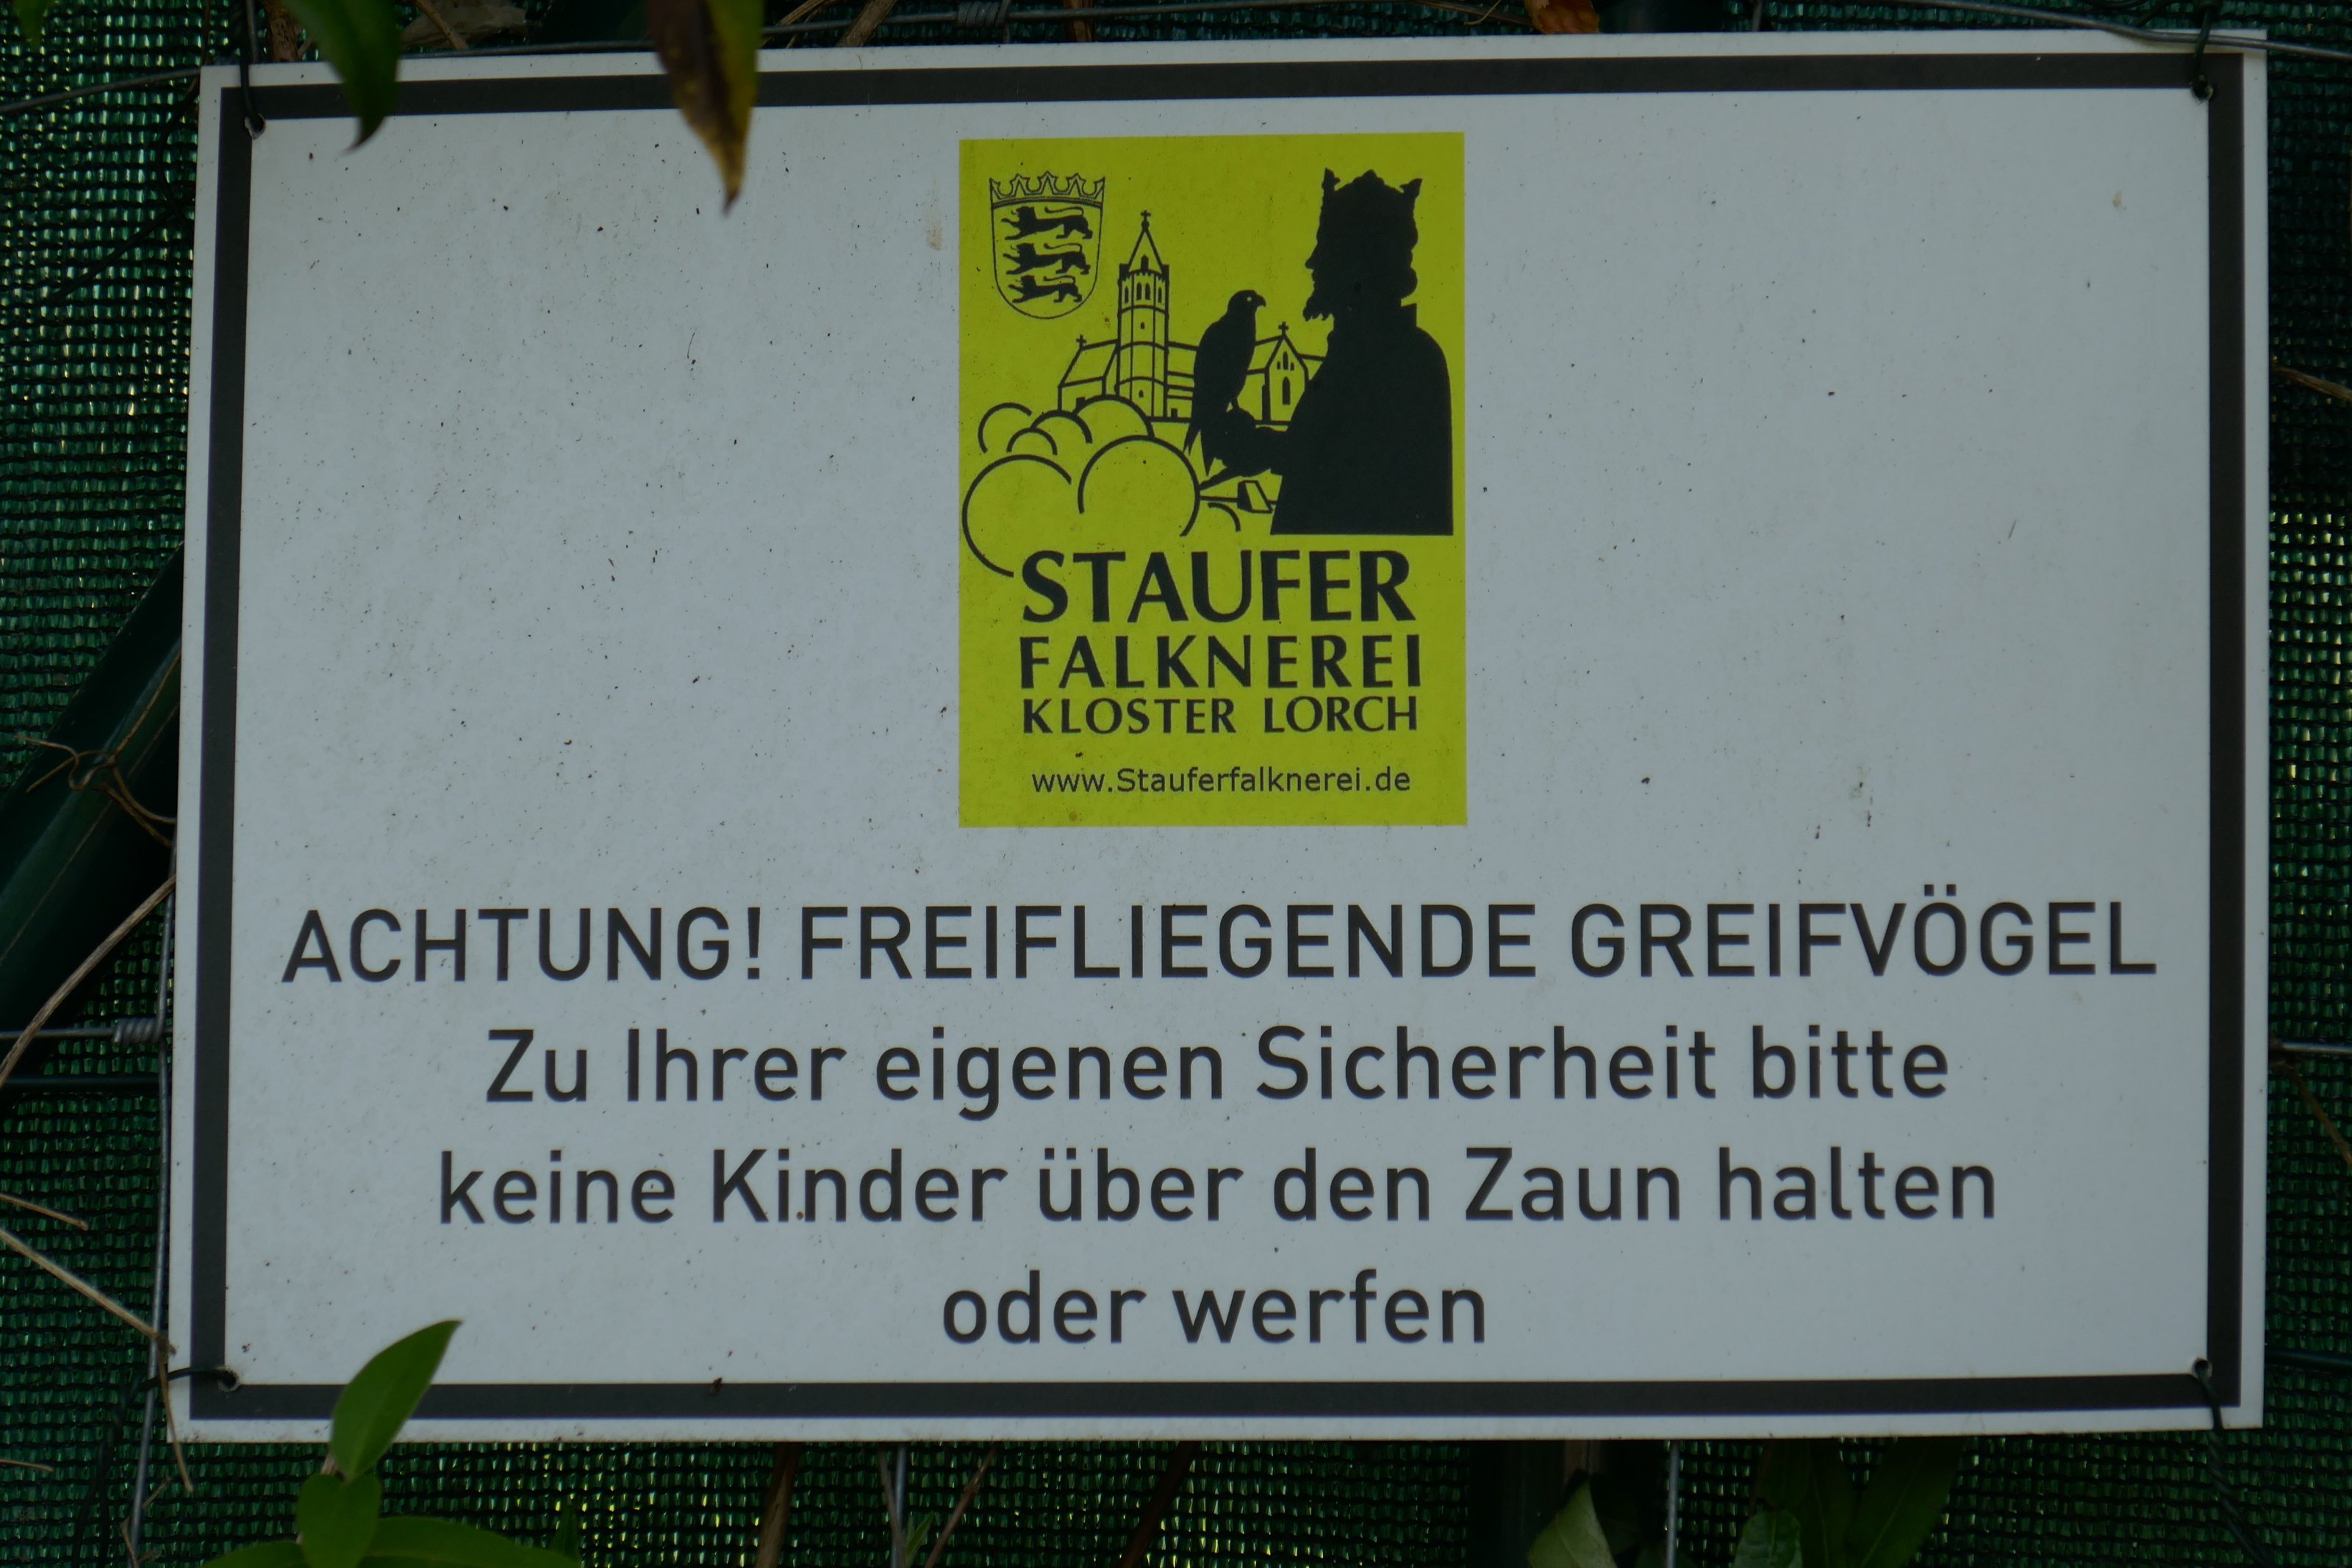 STAUFER
FALKNEREI
KLOSTER LORCH
www.Stauferfalknerei.de
ACHTUNG! FREIFLIEGENDE GREIFVÖGEL
Zu Ihrer eigenen Sicherheit bitte
keine Kinder über den Zaun halten
oder werfen